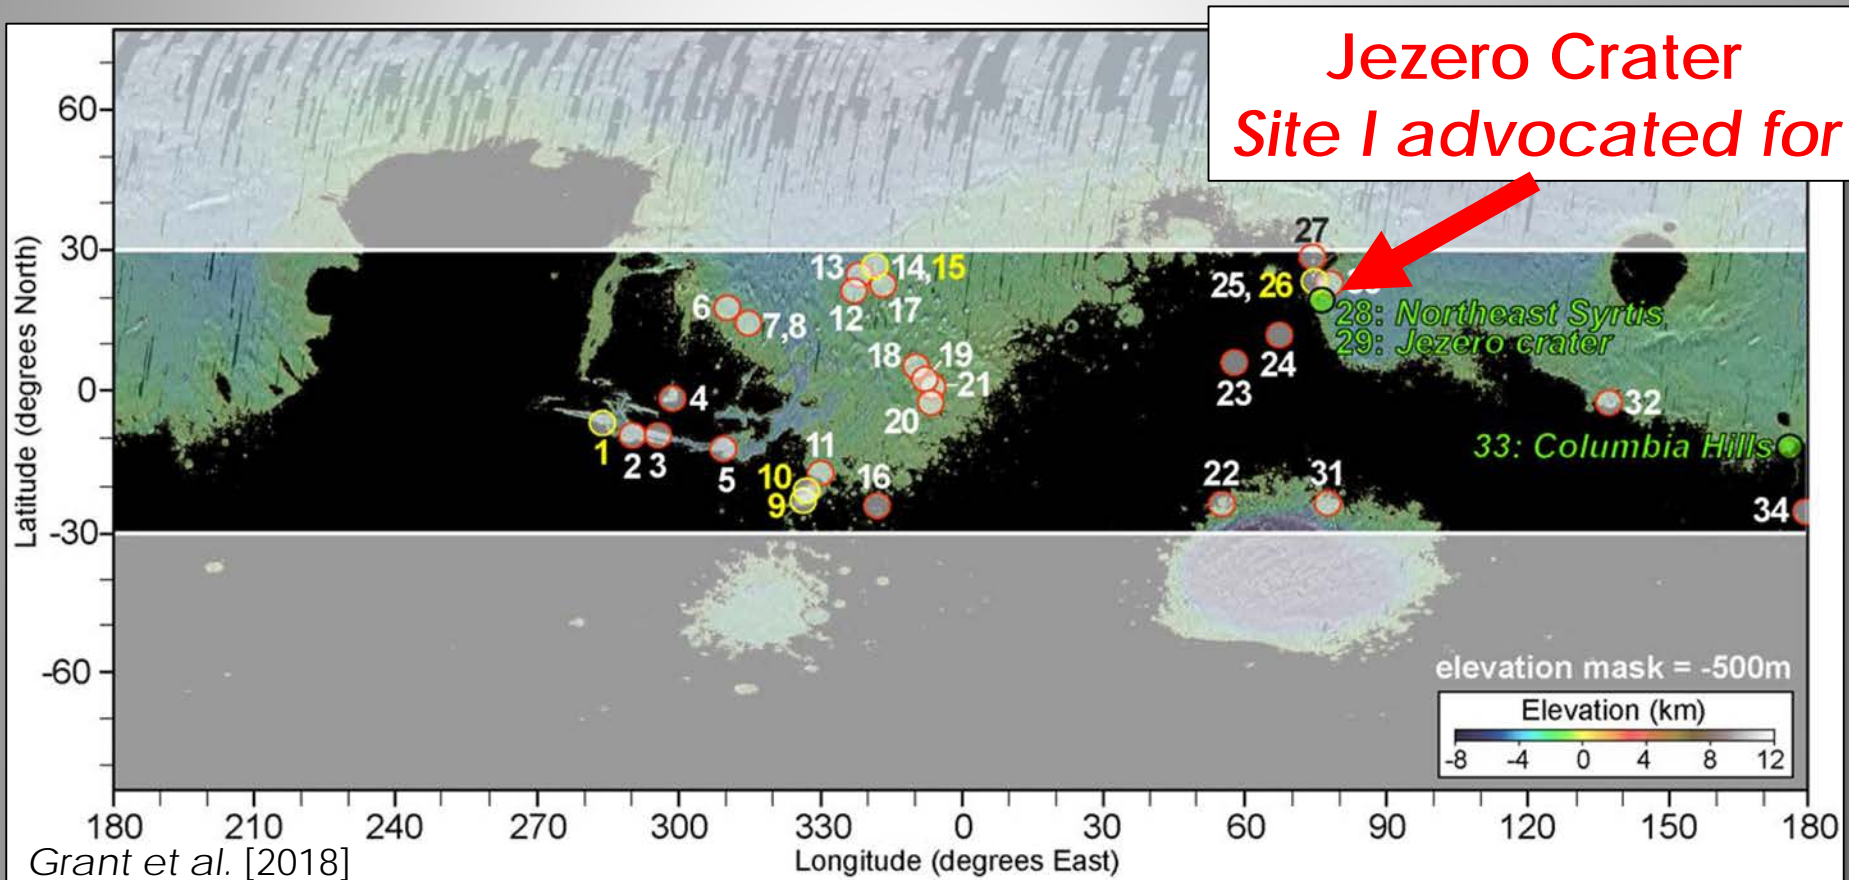 Jezero Crater
Site I advocated for
60
30
0
-30
-60
Latitude (degrees North)
27
13
14,15
25, 26
6
12
17
28: Northeast Syrtis
7,8
29: Jezero crater
18
19
24
21
23
4
20
32
1
2
3
5
11
33: Columbia Hills
10
16
22
31
9
34
elevation mask = -500m
Elevation (km)
-8 -4 0 4 8 12
180 210 240 270 300 330 0 30 60 90 120 150 180
Longitude (degrees East)
Grant et al. [2018]